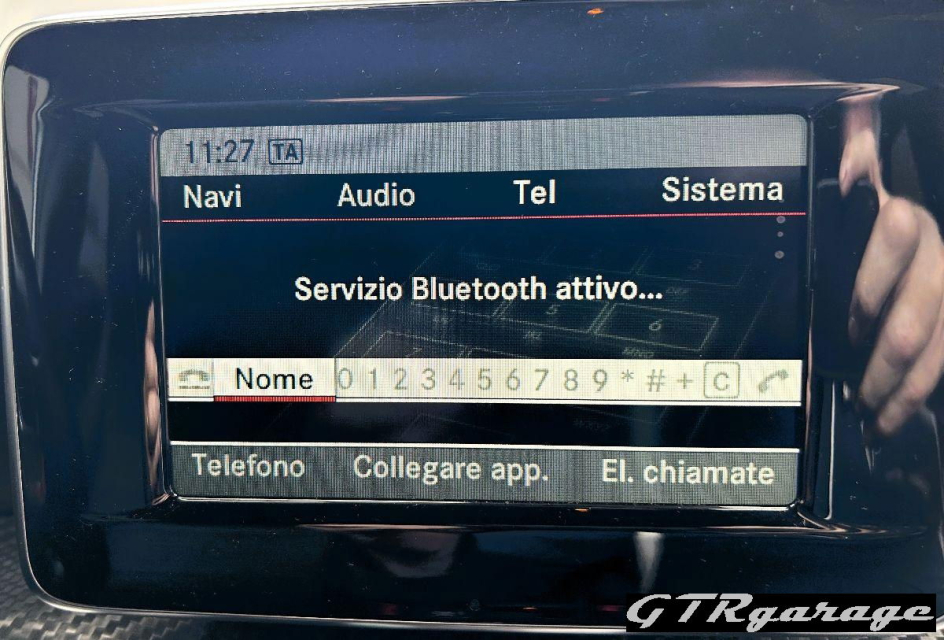 11:27 TA
Navi Audio Tel Sistema
Servizio Bluetooth attivo...
Nome 0 1 2 3 4 5 6 7 8 9 * # + C
Telefono Collegare app. El. chiamate
GTRgarage